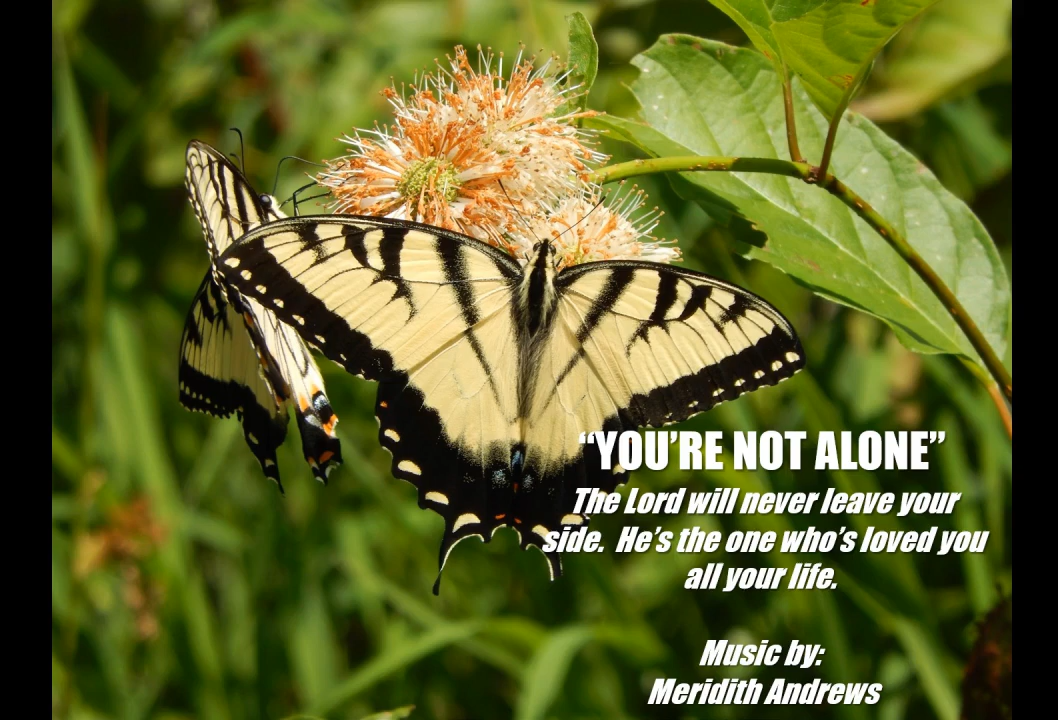 “YOU’RE NOT ALONE”
The Lord will never leave your
side.  He’s the one who’s loved you
all your life.
Music by:
Meridith Andrews